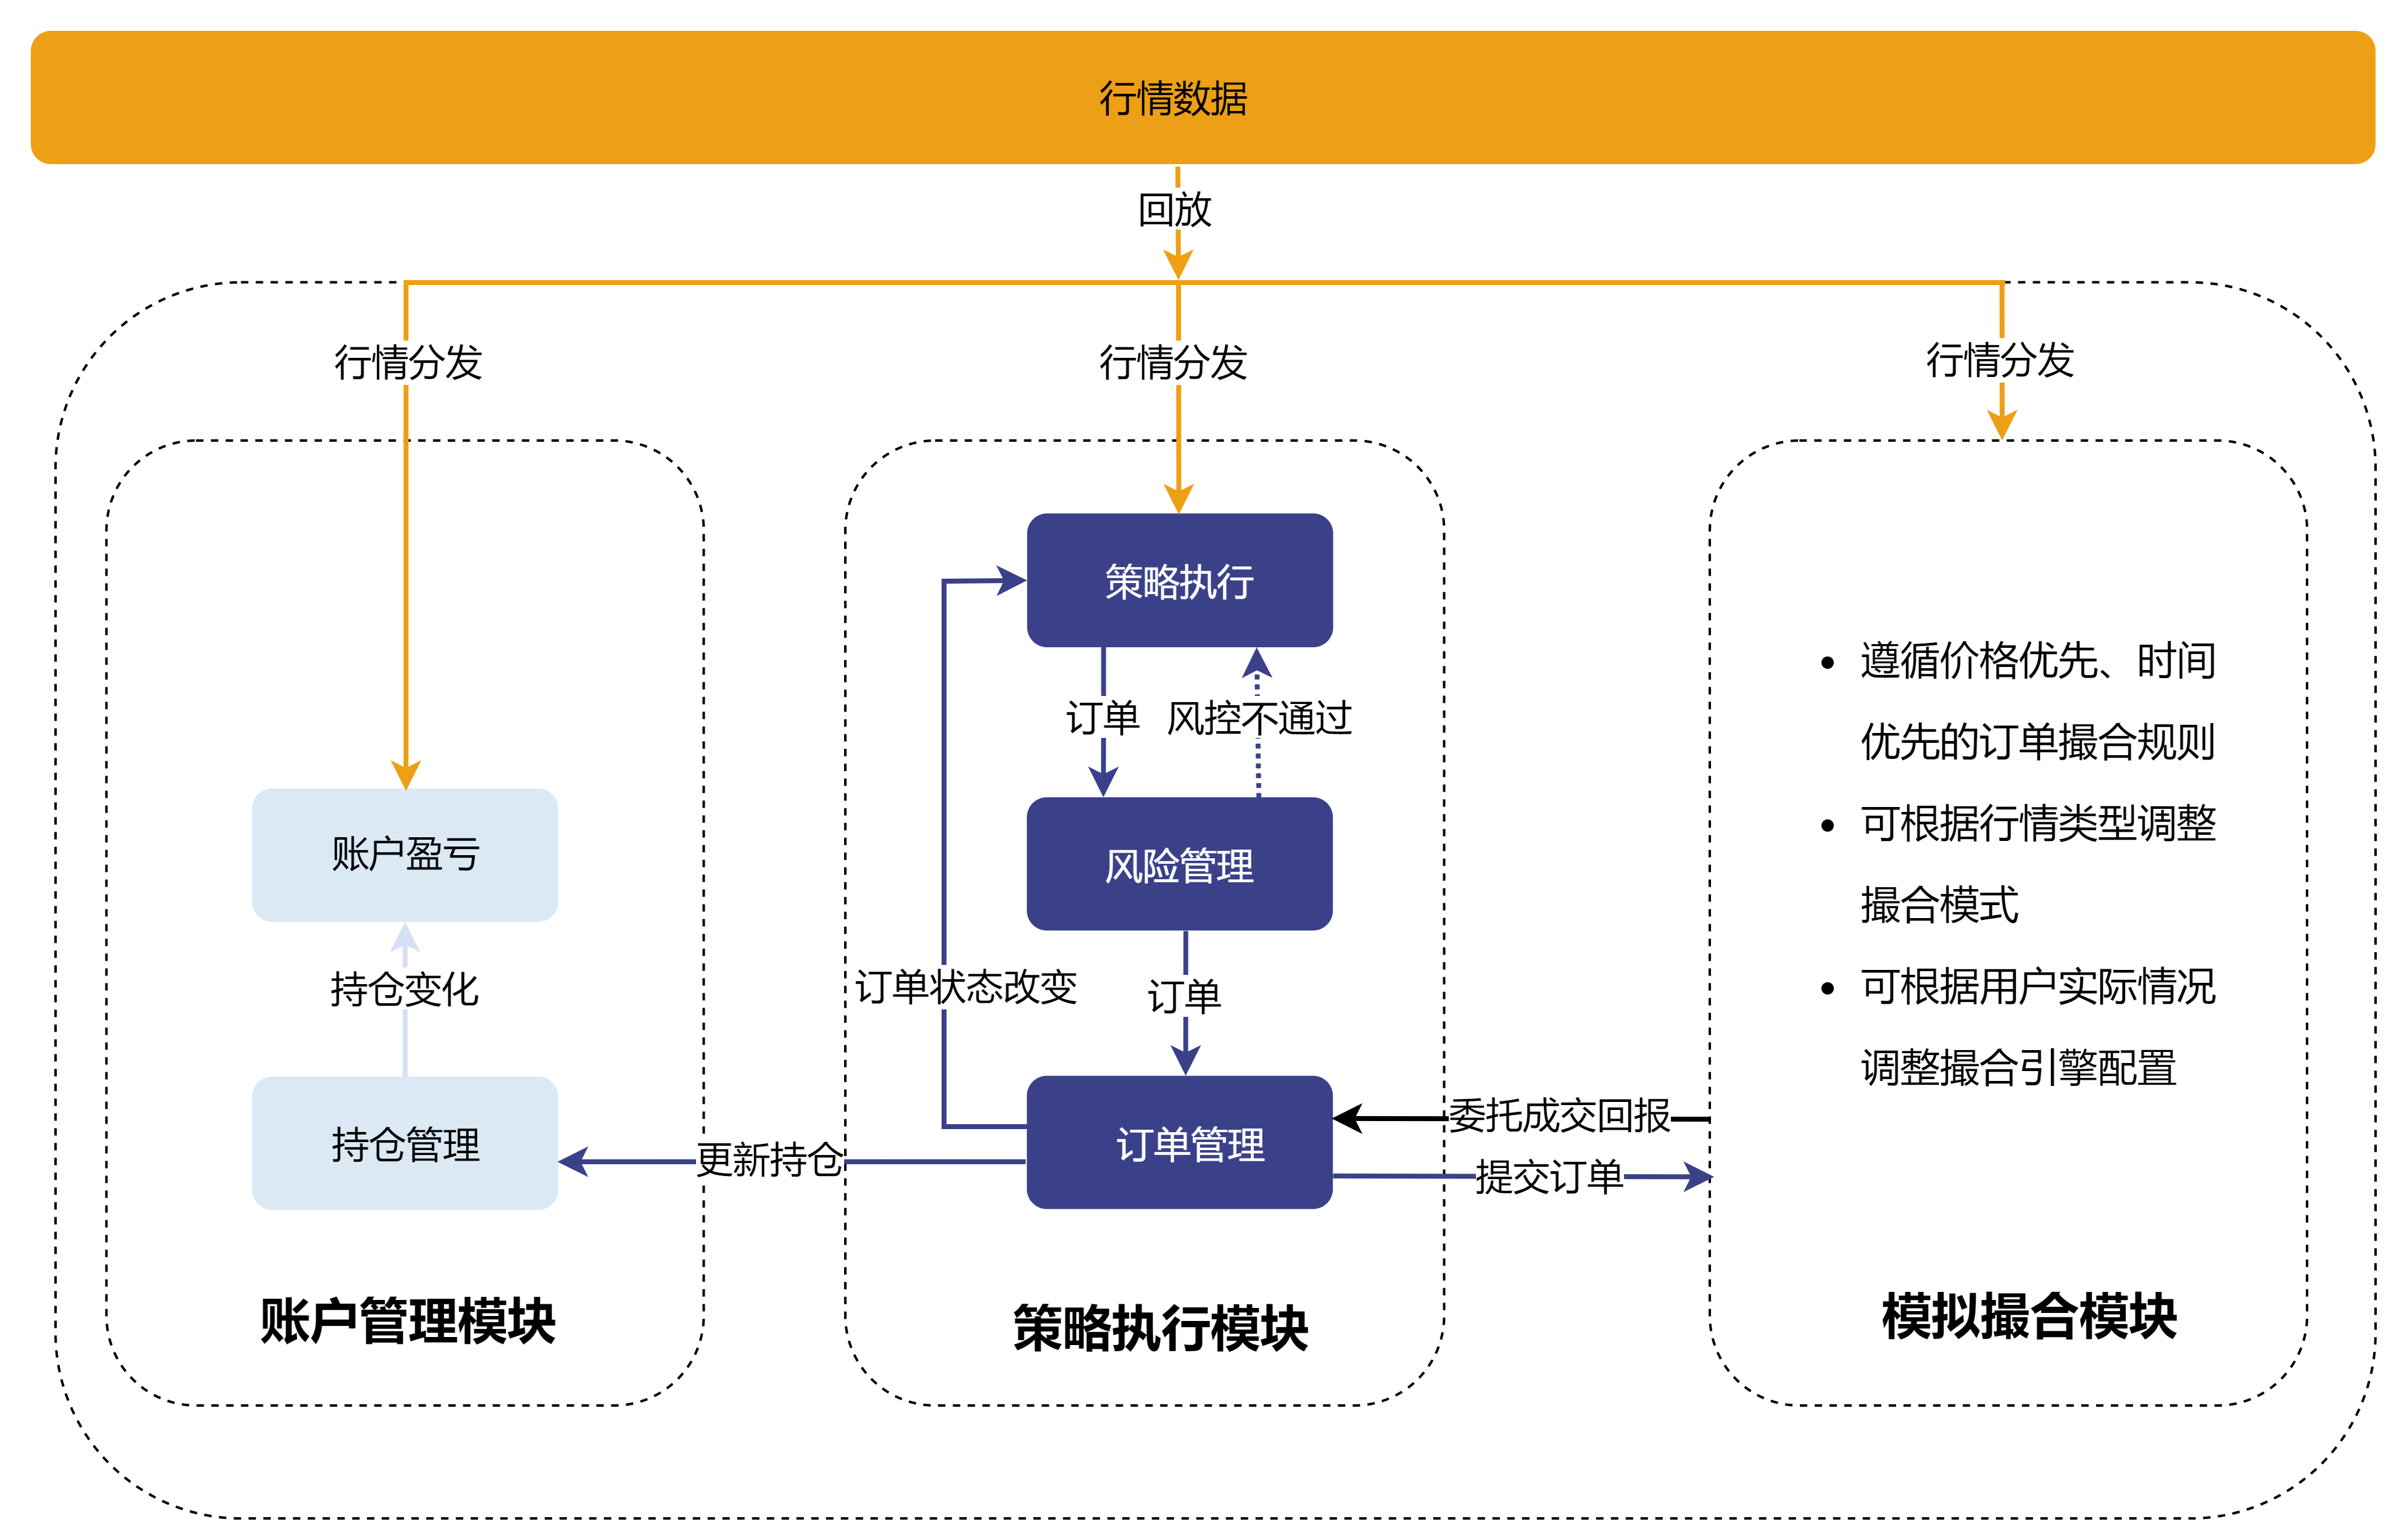 行情数据
回放
行情分发
行情分发
行情分发
策略执行
订单
风控不通过
账户盈亏
风险管理
持仓变化
订单状态改变
订单
持仓管理
更新持仓
订单管理
委托成交回报
提交订单
• 遵循价格优先、时间
优先的订单撮合规则
• 可根据行情类型调整
撮合模式
• 可根据用户实际情况
调整撮合引擎配置
账户管理模块
策略执行模块
模拟撮合模块